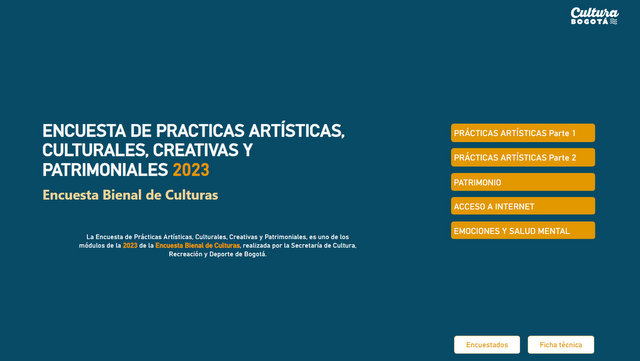 Cultura
BOGOTÁ
ENCUESTA DE PRACTICAS ARTÍSTICAS,
CULTURALES, CREATIVAS Y
PATRIMONIALES 2023
Encuesta Bienal de Culturas
La Encuesta de Prácticas Artísticas, Culturales, Creativas y Patrimoniales, es uno de los
módulos de la 2023 de la Encuesta Bienal de Culturas, realizada por la Secretaría de Cultura,
Recreación y Deporte de Bogotá.
PRÁCTICAS ARTÍSTICAS Parte 1
PRÁCTICAS ARTÍSTICAS Parte 2
PATRIMONIO
ACCESO A INTERNET
EMOCIONES Y SALUD MENTAL
Encuestados
Ficha técnica